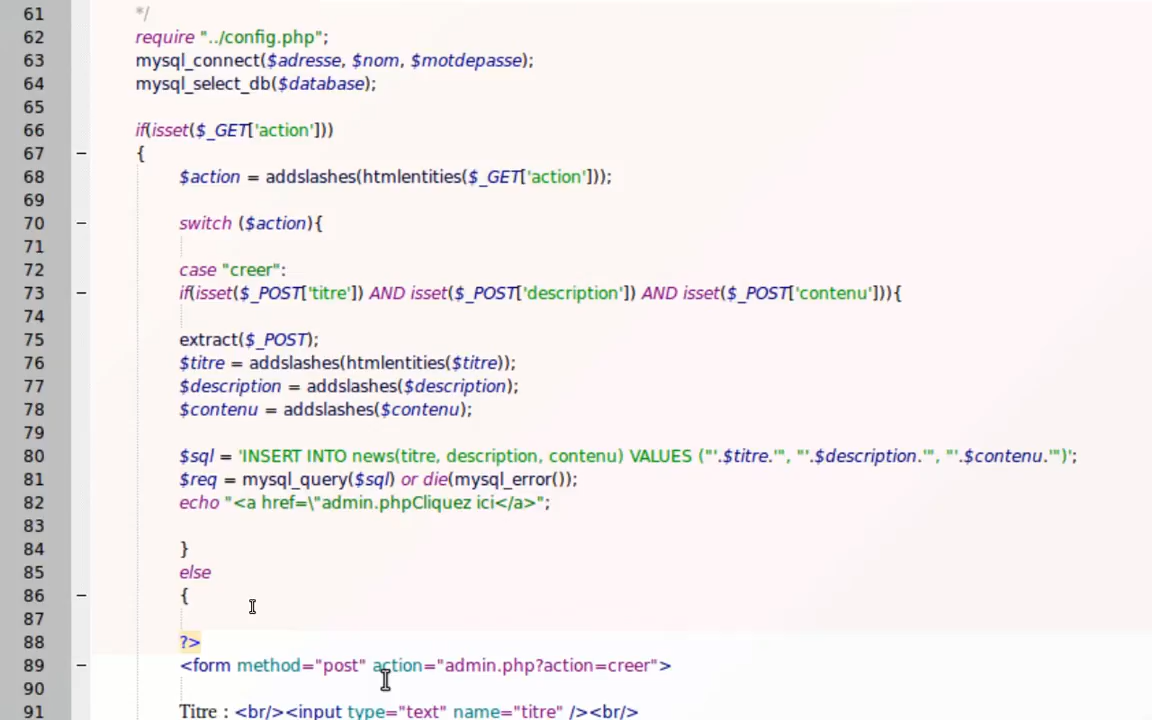 61 */
62 require "../config.php";
63 mysql_connect($adresse, $nom, $motdepasse);
64 mysql_select_db($database);
65
66 if(isset($_GET['action']))
67 {
68 $action = addslashes(htmlentities($_GET['action']));
69
70 switch ($action){
71
72 case "creer":
73 if(isset($_POST['titre']) AND isset($_POST['description']) AND isset($_POST['contenu'])){
74
75 extract($_POST);
76 $titre = addslashes(htmlentities($titre));
77 $description = addslashes($description);
78 $contenu = addslashes($contenu);
79
80 $sql = 'INSERT INTO news(titre, description, contenu) VALUES ("'.$titre.'", "'.$description.'", "'.$contenu.'")';
81 $req = mysql_query($sql) or die(mysql_error());
82 echo "<a href=\"admin.phpCliquez ici</a>";
83
84 }
85 else
86 {
87
88 ?>
89 <form method="post" action="admin.php?action=creer">
90
91 Titre : <br/><input type="text" name="titre" /><br/>